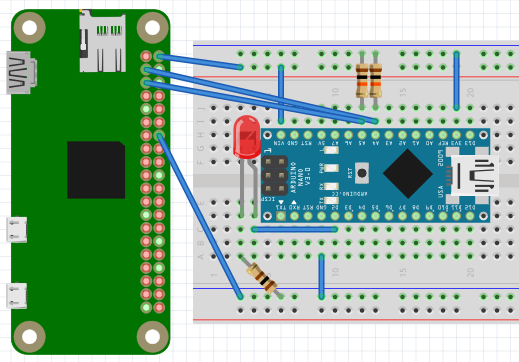 10
15
20
J
I
H
G
F
VIN GND RST 5V A7 A6 A5 A4 A3 A2 A1 A0 REF 3V3 D13
1
ARDUINO
NANO
V3.0
ICSP
PWR
RX
TX
RST
ARDUINO.CC
2009
USA
TX1 RX0 RST GND D2 D3 D4 D5 D6 D7 D8 D9 D10 D11 D12
E
C
B
A
1
10
15
20